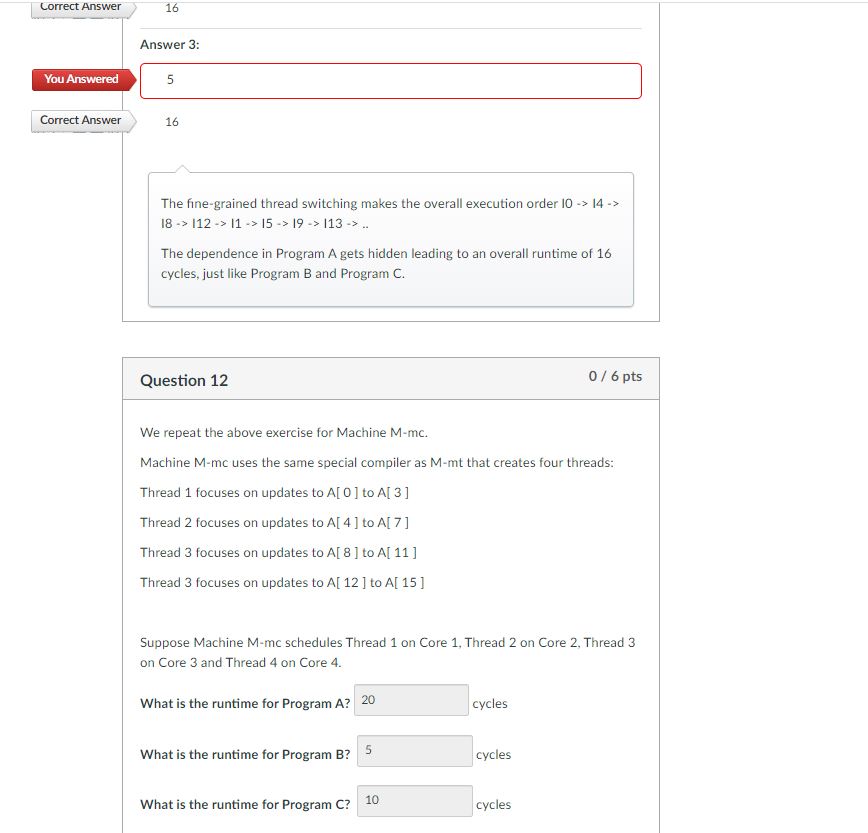 Correct Answer
16
Answer 3:
You Answered
5
Correct Answer
16
The fine-grained thread switching makes the overall execution order I0 -> I4 ->
I8 -> I12 -> I1 -> I5 -> I9 -> I13 -> ..
The dependence in Program A gets hidden leading to an overall runtime of 16
cycles, just like Program B and Program C.
Question 12
0 / 6 pts
We repeat the above exercise for Machine M-mc.
Machine M-mc uses the same special compiler as M-mt that creates four threads:
Thread 1 focuses on updates to A[ 0 ] to A[ 3 ]
Thread 2 focuses on updates to A[ 4 ] to A[ 7 ]
Thread 3 focuses on updates to A[ 8 ] to A[ 11 ]
Thread 3 focuses on updates to A[ 12 ] to A[ 15 ]
Suppose Machine M-mc schedules Thread 1 on Core 1, Thread 2 on Core 2, Thread 3
on Core 3 and Thread 4 on Core 4.
What is the runtime for Program A? 20 cycles
What is the runtime for Program B? 5 cycles
What is the runtime for Program C? 10 cycles